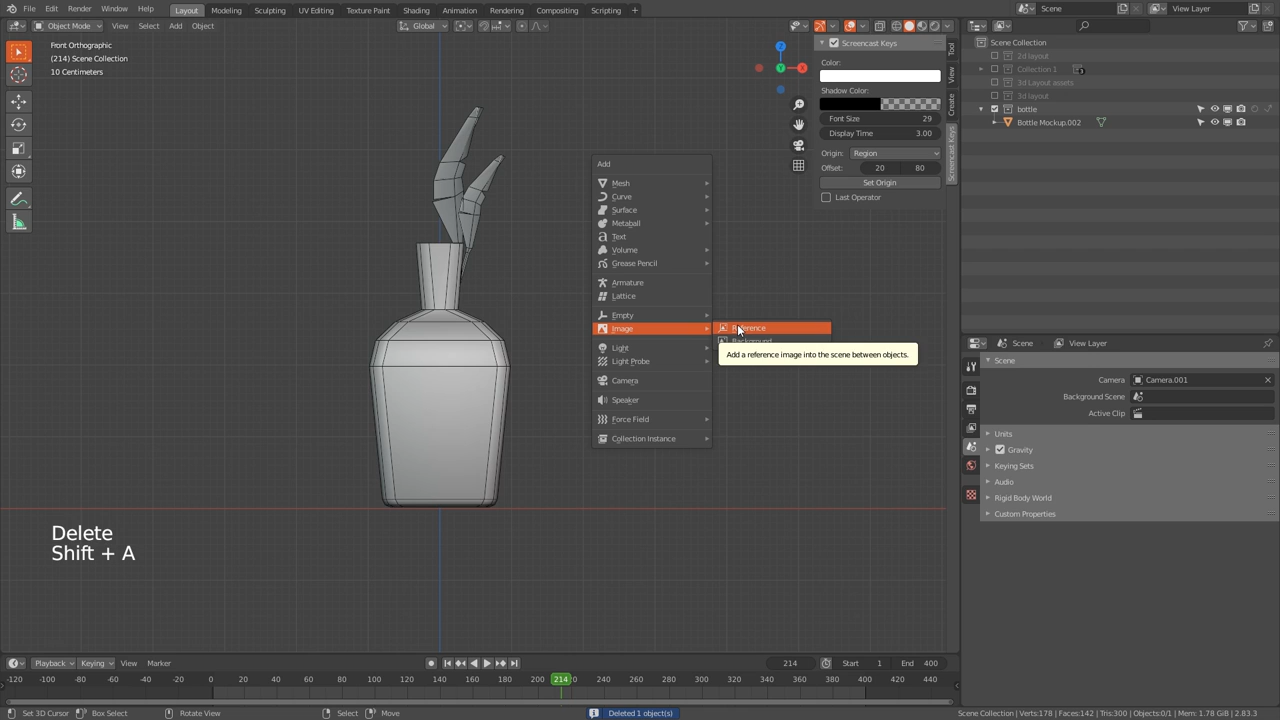 File Edit Render Window Help
Layout Modeling Sculpting UV Editing Texture Paint Shading Animation Rendering Compositing Scripting +
Scene
View Layer
Object Mode View Select Add Object
Global
Front Orthographic
(214) Scene Collection
10 Centimeters
Screencast Keys
Color:
Shadow Color:
Font Size 29
Display Time 3.00
Origin: Region
Offset: 20 80
Set Origin
Last Operator
Tool
View
Create
Screencast Keys
Scene Collection
2d layout
Collection 1
3
3d Layout assets
3d layout
bottle
Bottle Mockup.002
Add
Mesh
Curve
Surface
Metaball
Text
Volume
Grease Pencil
Armature
Lattice
Empty
Image
Reference
Background
Add a reference image into the scene between objects.
Light
Light Probe
Camera
Speaker
Force Field
Collection Instance
Scene View Layer
Scene
Camera Camera.001
Background Scene
Active Clip
Units
Gravity
Keying Sets
Audio
Rigid Body World
Custom Properties
Delete
Shift + A
Playback Keying View Marker
214
Start 1
End 400
-120 -100 -80 -60 -40 -20 0 20 40 60 80 100 120 140 160 180 200 214 220 240 260 280 300 320 340 360 380 400 420 440
Set 3D Cursor Box Select Rotate View Select Move
Deleted 1 object(s)
Scene Collection | Verts:178 | Faces:142 | Tris:300 | Objects:0/1 | Mem: 1.78 GiB | 2.83.3